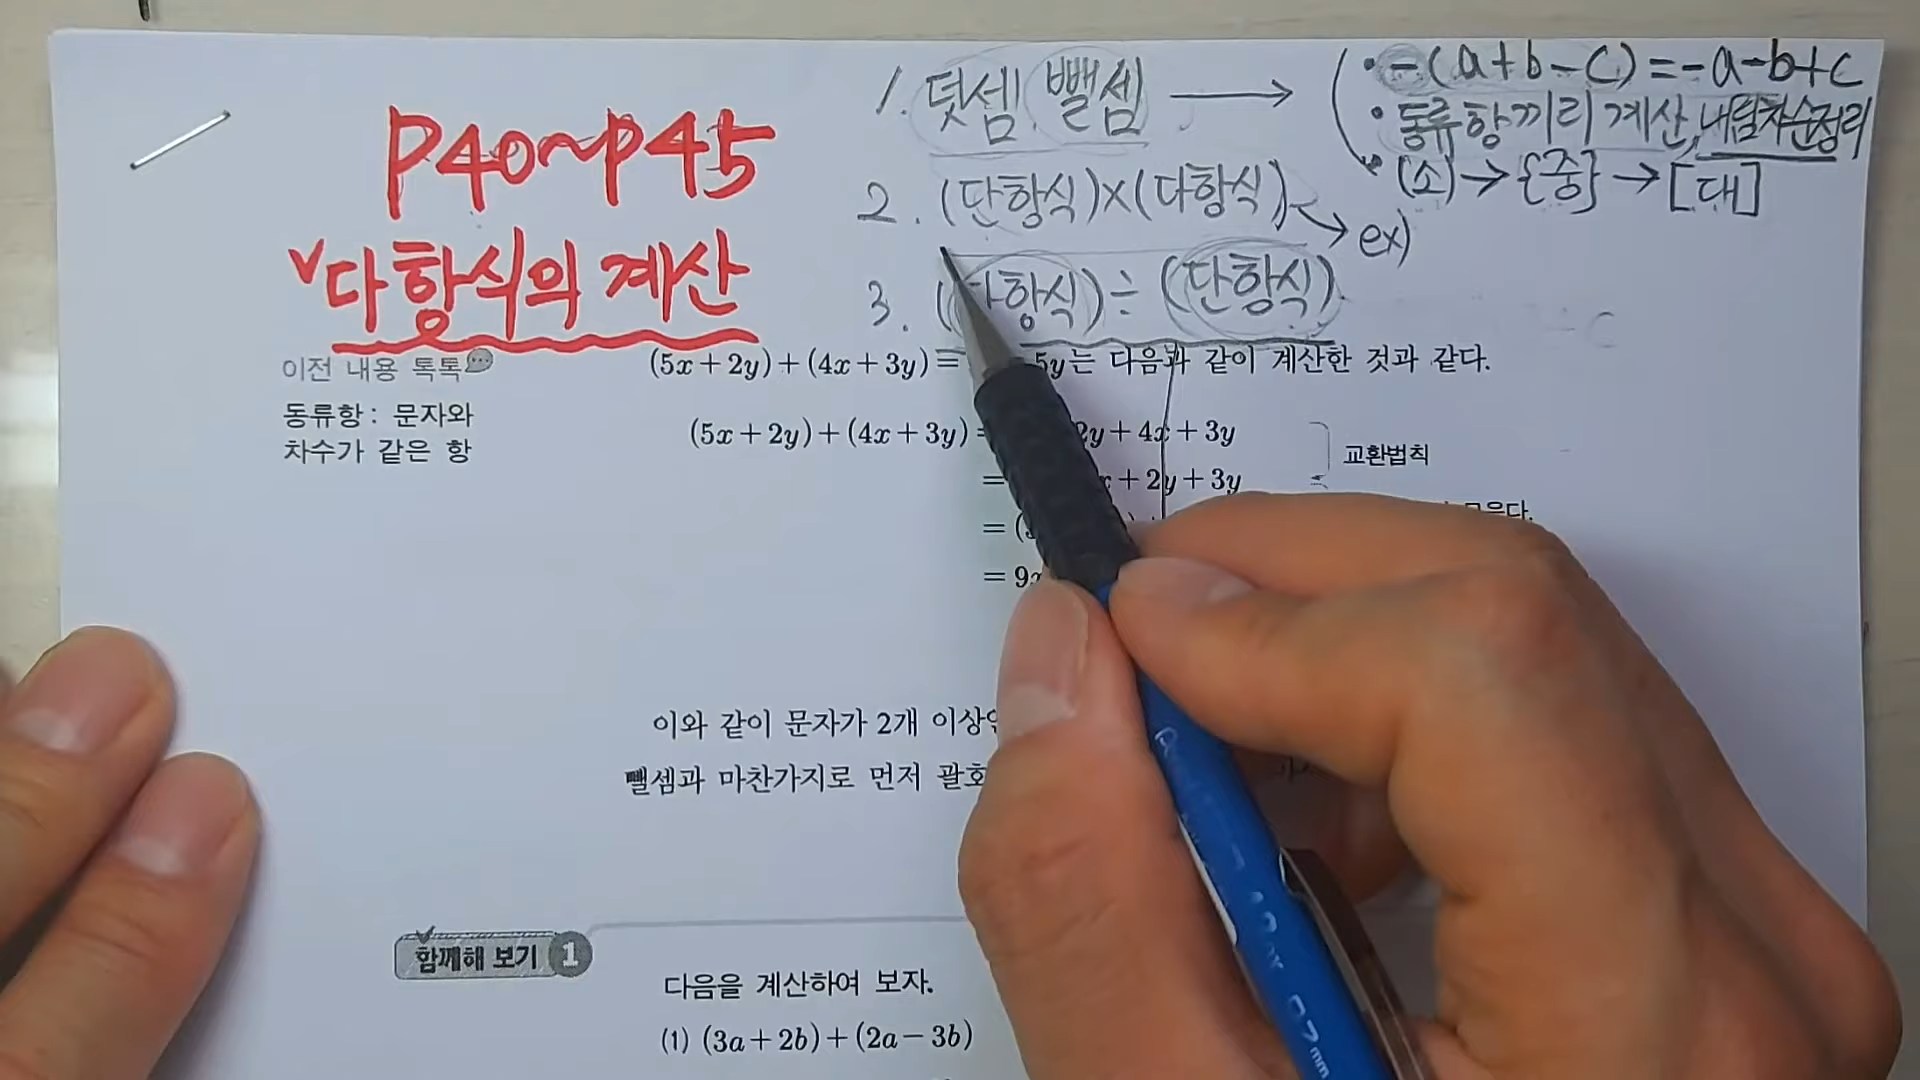 P40~P45
✓다항식의 계산
1. 덧셈 뺄셈 →
• -(a+b-c)=-a-b+c
• 동류항끼리 계산, 내림차순정리
• (소)→{중}→[대]
2. (단항식)×(다항식) → ex)
3. (다항식)÷(단항식)
이전 내용 톡톡
동류항 : 문자와
차수가 같은 항
(5x+2y)+(4x+3y)= 5y는 다음과 같이 계산한 것과 같다.
(5x+2y)+(4x+3y)= 2y+4x+3y
교환법칙
= x+2y+3y
= (
= 9x
이와 같이 문자가 2개 이상인
뺄셈과 마찬가지로 먼저 괄호
함께해 보기 1
다음을 계산하여 보자.
(1) (3a+2b)+(2a-3b)
0.7mm